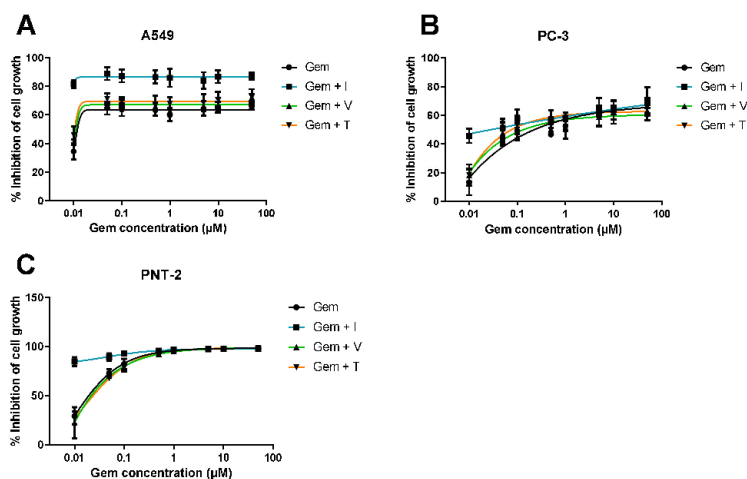 A
A549
% Inhibition of cell growth
100
80
60
40
20
0
0.01
0.1
1
10
100
Gem concentration (µM)
Gem
Gem + I
Gem + V
Gem + T
B
PC-3
% Inhibition of cell growth
100
80
60
40
20
0
0.01
0.1
1
10
100
Gem concentration (µM)
Gem
Gem + I
Gem + V
Gem + T
C
PNT-2
% Inhibition of cell growth
150
100
50
0
0.01
0.1
1
10
100
Gem concentration (µM)
Gem
Gem + I
Gem + V
Gem + T